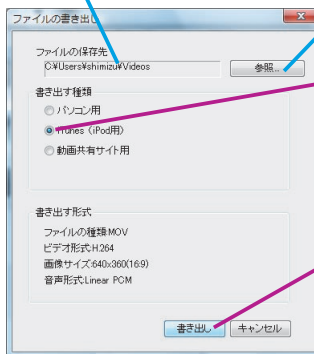 ファイルの書き出し
ファイルの保存先
C:¥Users¥shimizu¥Videos
参照...
書き出す種類
パソコン用
iTunes（iPod用）
動画共有サイト用
書き出す形式
ファイルの種類:MOV
ビデオ形式:H.264
画像サイズ:640x360(16:9)
音声形式:Linear PCM
書き出し
キャンセル